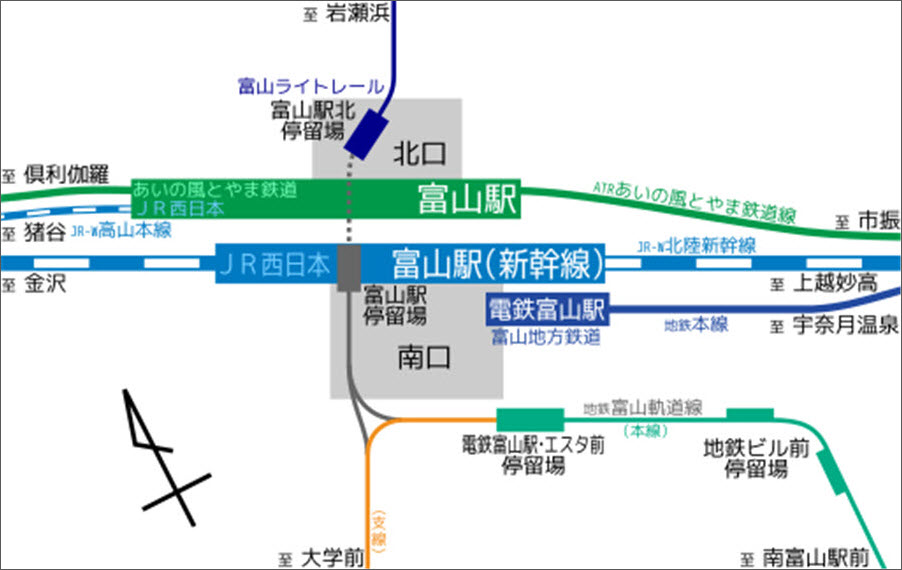 至 岩瀬浜
富山ライトレール
富山駅北
停留場
北口
至 倶利伽羅
あいの風とやま鉄道
JR西日本
富山駅
ATRあいの風とやま鉄道線
至 市振
至 猪谷
JR-W高山本線
JR西日本
富山駅(新幹線)
JR-W北陸新幹線
至 金沢
至 上越妙高
富山駅
停留場
電鉄富山駅
富山地方鉄道
地鉄本線
至 宇奈月温泉
南口
地鉄富山軌道線
(本線)
電鉄富山駅・エスタ前
停留場
地鉄ビル前
停留場
(支線)
至 大学前
至 南富山駅前